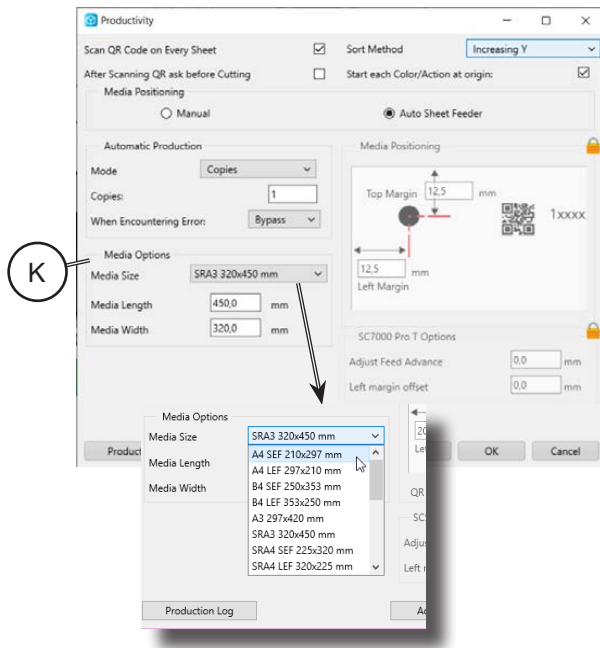 Productivity
Scan QR Code on Every Sheet
Sort Method
Increasing Y
After Scanning QR ask before Cutting
Start each Color/Action at origin:
Media Positioning
Manual
Auto Sheet Feeder
Automatic Production
Mode
Copies
Copies:
1
When Encountering Error:
Bypass
Media Positioning
Top Margin
12,5
mm
1xxxx
12,5
mm
Left Margin
K
Media Options
Media Size
SRA3 320x450 mm
Media Length
450,0
mm
Media Width
320,0
mm
SC7000 Pro T Options
Adjust Feed Advance
0,0
mm
Left margin offset
0,0
mm
Product
OK
Cancel
Media Options
Media Size
SRA3 320x450 mm
Media Length
Media Width
A4 SEF 210x297 mm
A4 LEF 297x210 mm
B4 SEF 250x353 mm
B4 LEF 353x250 mm
A3 297x420 mm
SRA3 320x450 mm
SRA4 SEF 225x320 mm
SRA4 LEF 320x225 mm
20
Le
QR
SC
Adju
Left
Production Log